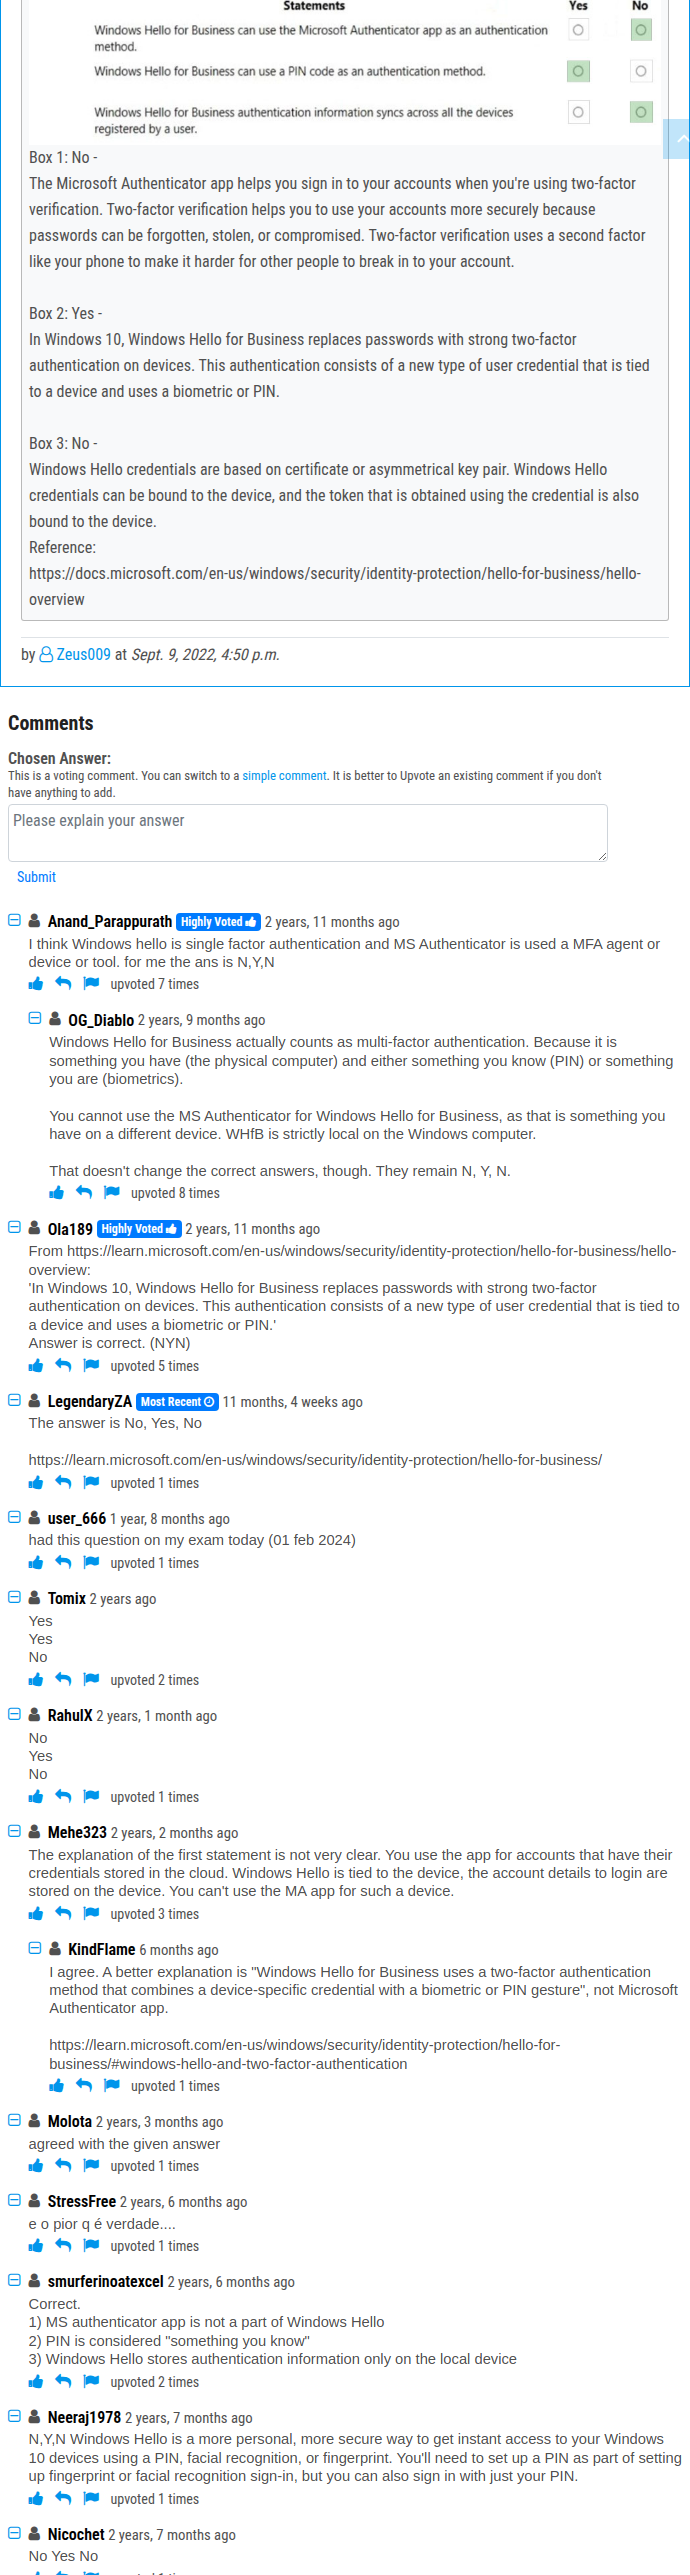 Statements Yes No
Windows Hello for Business can use the Microsoft Authenticator app as an authentication
method.
Windows Hello for Business can use a PIN code as an authentication method.
Windows Hello for Business authentication information syncs across all the devices
registered by a user.
Box 1: No -
The Microsoft Authenticator app helps you sign in to your accounts when you're using two-factor
verification. Two-factor verification helps you to use your accounts more securely because
passwords can be forgotten, stolen, or compromised. Two-factor verification uses a second factor
like your phone to make it harder for other people to break in to your account.
Box 2: Yes -
In Windows 10, Windows Hello for Business replaces passwords with strong two-factor
authentication on devices. This authentication consists of a new type of user credential that is tied
to a device and uses a biometric or PIN.
Box 3: No -
Windows Hello credentials are based on certificate or asymmetrical key pair. Windows Hello
credentials can be bound to the device, and the token that is obtained using the credential is also
bound to the device.
Reference:
https://docs.microsoft.com/en-us/windows/security/identity-protection/hello-for-business/hello-
overview
by Zeus009 at Sept. 9, 2022, 4:50 p.m.
Comments
Chosen Answer:
This is a voting comment. You can switch to a simple comment. It is better to Upvote an existing comment if you don't
have anything to add.
Please explain your answer
Submit
Anand_Parappurath Highly Voted 2 years, 11 months ago
I think Windows hello is single factor authentication and MS Authenticator is used a MFA agent or
device or tool. for me the ans is N,Y,N
upvoted 7 times
OG_Diablo 2 years, 9 months ago
Windows Hello for Business actually counts as multi-factor authentication. Because it is
something you have (the physical computer) and either something you know (PIN) or something
you are (biometrics).
You cannot use the MS Authenticator for Windows Hello for Business, as that is something you
have on a different device. WHfB is strictly local on the Windows computer.
That doesn't change the correct answers, though. They remain N, Y, N.
upvoted 8 times
Ola189 Highly Voted 2 years, 11 months ago
From https://learn.microsoft.com/en-us/windows/security/identity-protection/hello-for-business/hello-
overview:
'In Windows 10, Windows Hello for Business replaces passwords with strong two-factor
authentication on devices. This authentication consists of a new type of user credential that is tied to
a device and uses a biometric or PIN.'
Answer is correct. (NYN)
upvoted 5 times
LegendaryZA Most Recent 11 months, 4 weeks ago
The answer is No, Yes, No
https://learn.microsoft.com/en-us/windows/security/identity-protection/hello-for-business/
upvoted 1 times
user_666 1 year, 8 months ago
had this question on my exam today (01 feb 2024)
upvoted 1 times
Tomix 2 years ago
Yes
Yes
No
upvoted 2 times
RahulX 2 years, 1 month ago
No
Yes
No
upvoted 1 times
Mehe323 2 years, 2 months ago
The explanation of the first statement is not very clear. You use the app for accounts that have their
credentials stored in the cloud. Windows Hello is tied to the device, the account details to login are
stored on the device. You can't use the MA app for such a device.
upvoted 3 times
KindFlame 6 months ago
I agree. A better explanation is "Windows Hello for Business uses a two-factor authentication
method that combines a device-specific credential with a biometric or PIN gesture", not Microsoft
Authenticator app.
https://learn.microsoft.com/en-us/windows/security/identity-protection/hello-for-
business/#windows-hello-and-two-factor-authentication
upvoted 1 times
Molota 2 years, 3 months ago
agreed with the given answer
upvoted 1 times
StressFree 2 years, 6 months ago
e o pior q é verdade....
upvoted 1 times
smurferinoatexcel 2 years, 6 months ago
Correct.
1) MS authenticator app is not a part of Windows Hello
2) PIN is considered "something you know"
3) Windows Hello stores authentication information only on the local device
upvoted 2 times
Neeraj1978 2 years, 7 months ago
N,Y,N Windows Hello is a more personal, more secure way to get instant access to your Windows
10 devices using a PIN, facial recognition, or fingerprint. You'll need to set up a PIN as part of setting
up fingerprint or facial recognition sign-in, but you can also sign in with just your PIN.
upvoted 1 times
Nicochet 2 years, 7 months ago
No Yes No